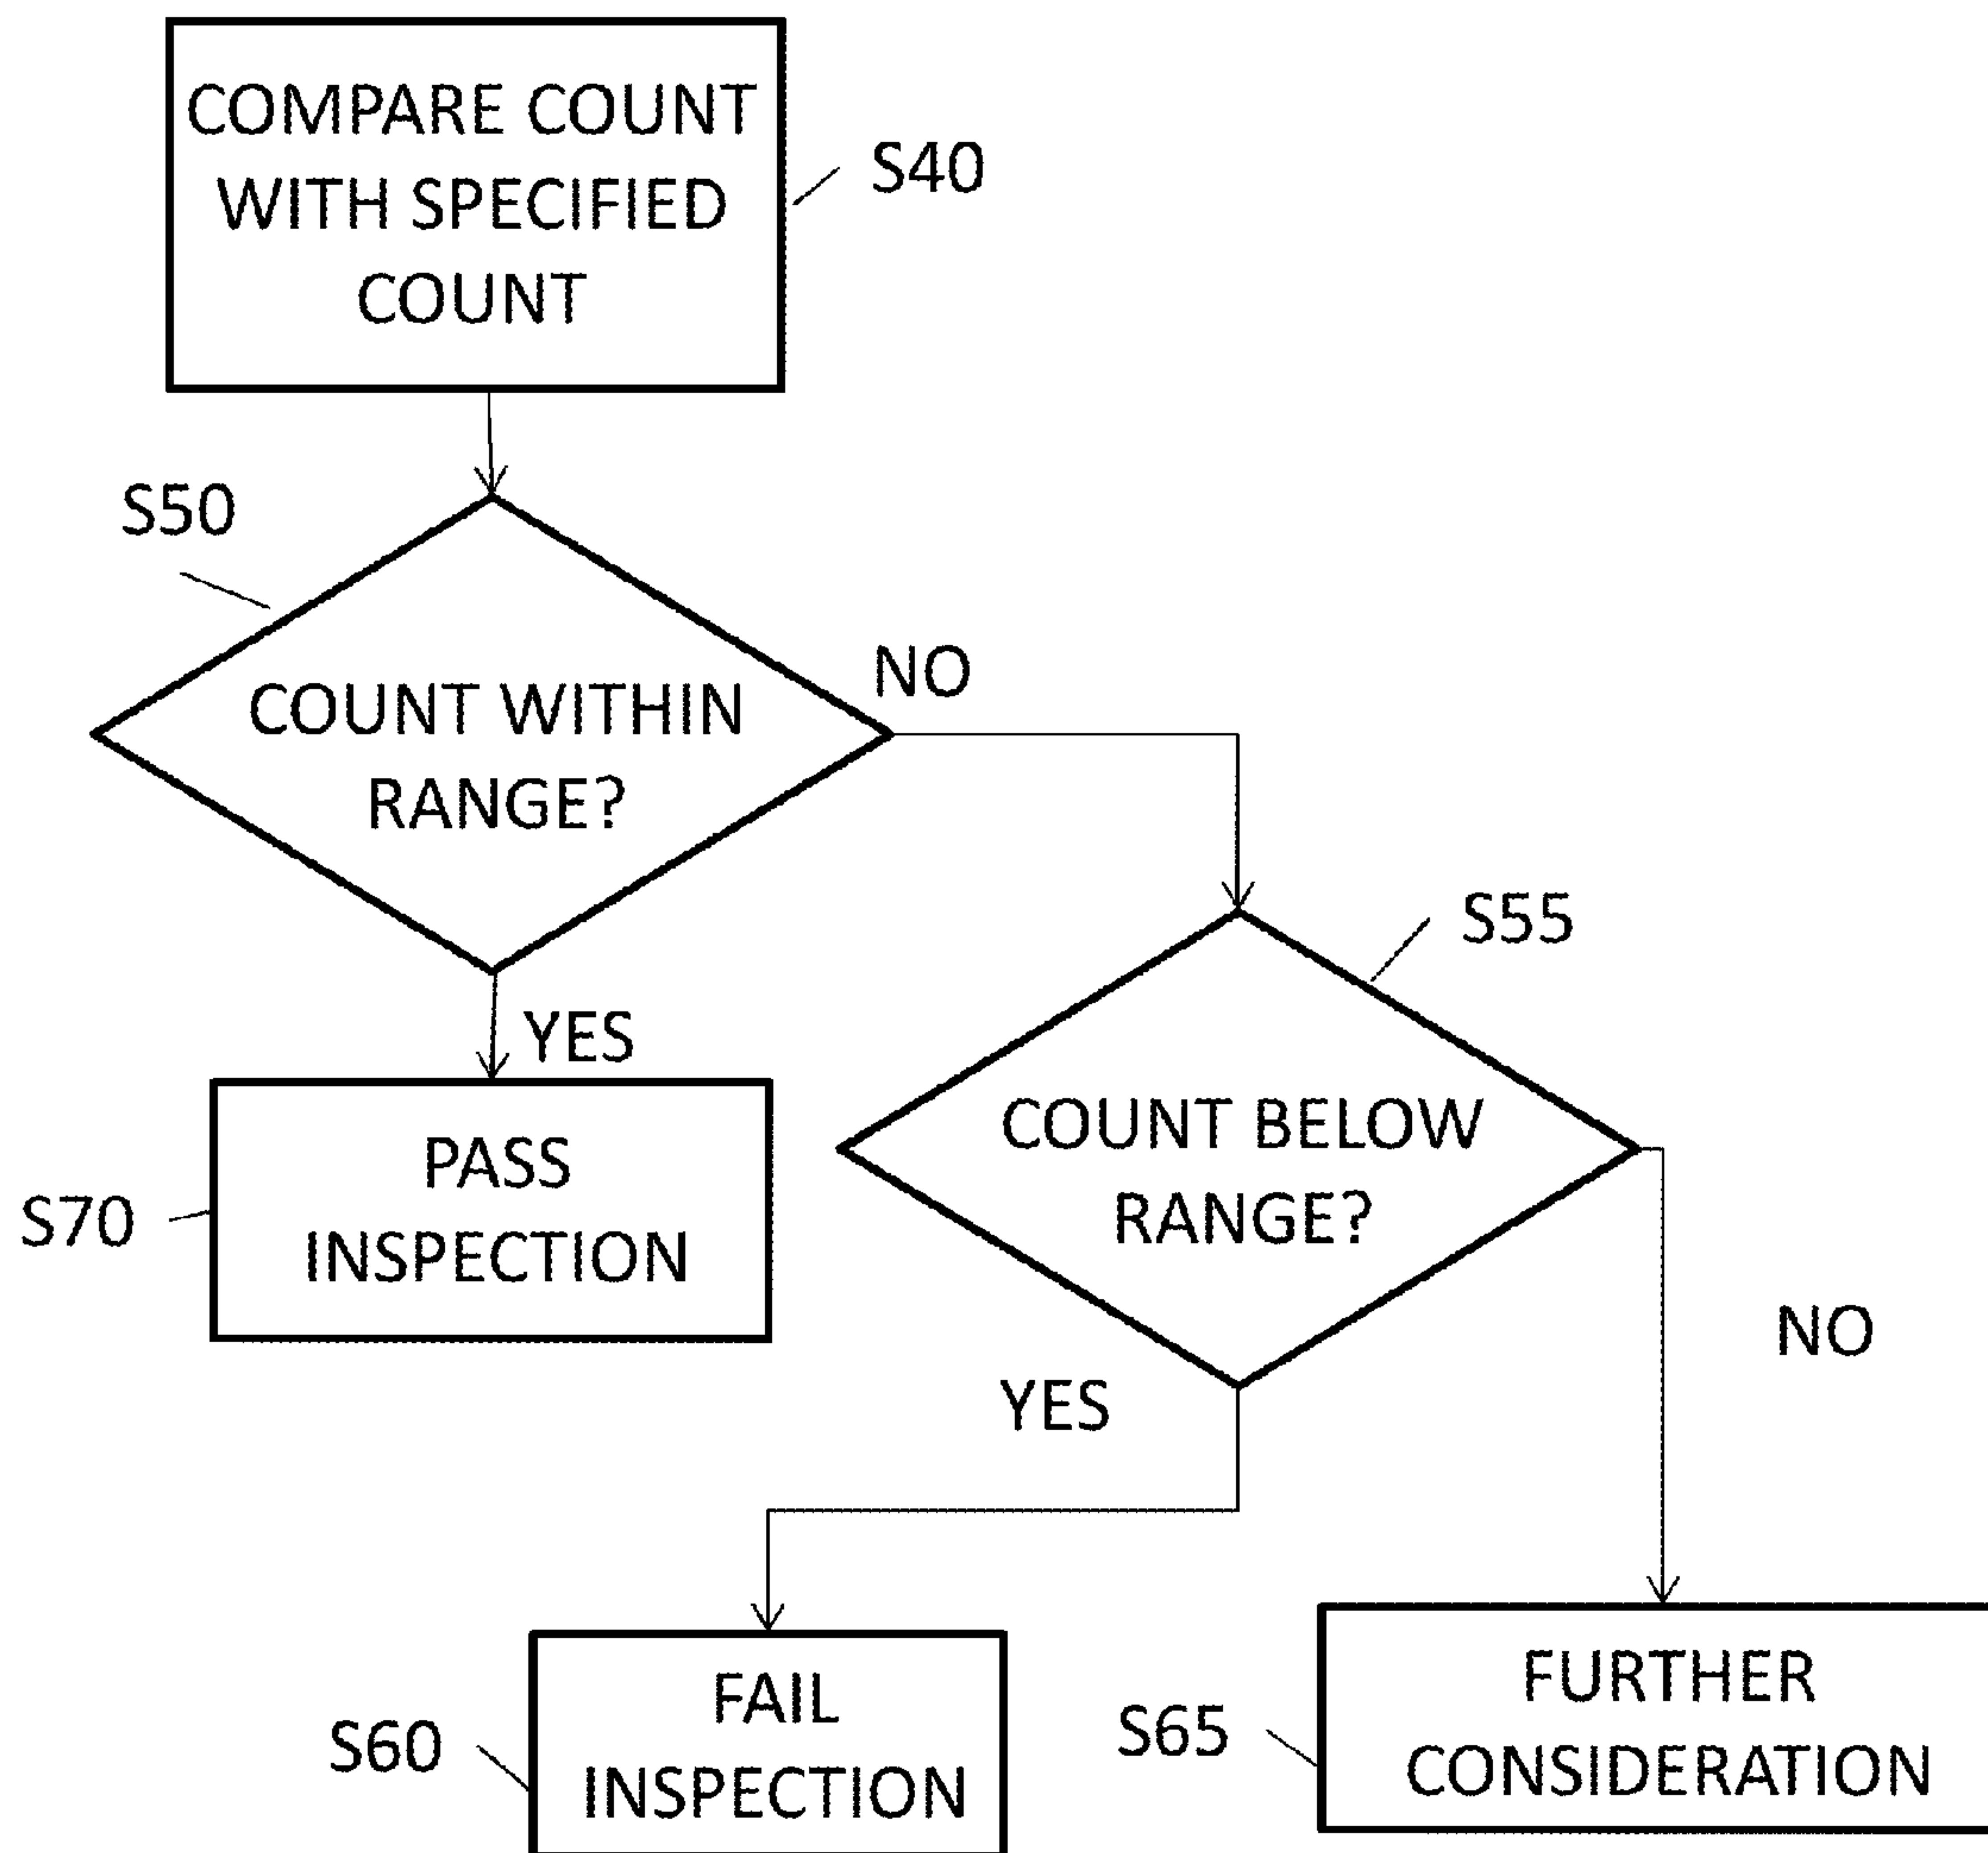 COMPARE COUNT
WITH SPECIFIED
COUNT
S40
S50
COUNT WITHIN
RANGE?
NO
YES
S55
COUNT BELOW
RANGE?
PASS
INSPECTION
S70
NO
YES
FAIL
INSPECTION
S60
FURTHER
CONSIDERATION
S65